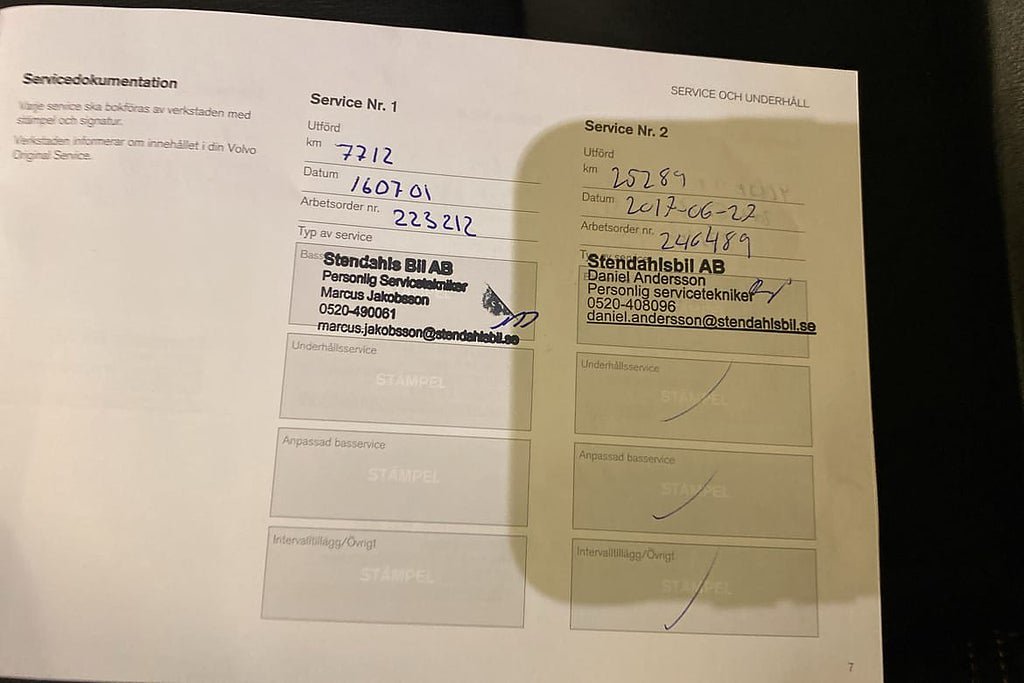 Servicedokumentation
Varje service ska bokföras av verkstaden med
stämpel och signatur.
Verkstaden informerar om innehållet i din Volvo
Original Service.
Service Nr. 1
Utförd
km 7712
Datum 160701
Arbetsorder nr. 223212
Typ av service
Bass
Stendahls Bil AB
Personlig Servicetekniker
Marcus Jakobsson
0520-490061
marcus.jakobsson@stendahlsbil.se
Underhållsservice
STÄMPEL
Anpassad basservice
STÄMPEL
Intervalltillägg/Övrigt
STÄMPEL
SERVICE OCH UNDERHÅLL
Service Nr. 2
Utförd
km 25289
Datum 2017-06-22
Arbetsorder nr. 246489
Stendahlsbil AB
Daniel Andersson
Personlig servicetekniker
0520-408096
daniel.andersson@stendahlsbil.se
Underhållsservice
STÄMPEL
Anpassad basservice
STÄMPEL
Intervalltillägg/Övrigt
STÄMPEL
7